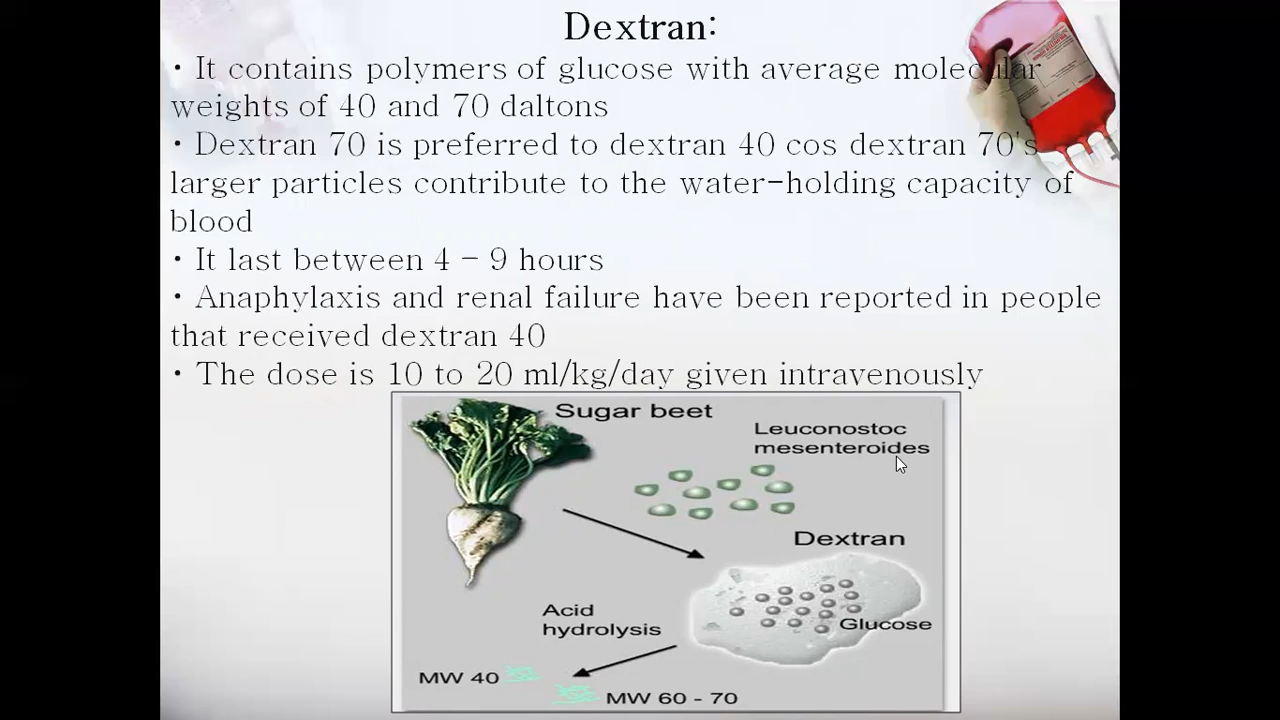 Dextran:
· It contains polymers of glucose with average molecular
weights of 40 and 70 daltons
· Dextran 70 is preferred to dextran 40 cos dextran 70's
larger particles contribute to the water-holding capacity of
blood
· It last between 4 – 9 hours
· Anaphylaxis and renal failure have been reported in people
that received dextran 40
· The dose is 10 to 20 ml/kg/day given intravenously
Sugar beet
Leuconostoc
mesenteroides
Dextran
Glucose
Acid
hydrolysis
MW 40
MW 60 - 70